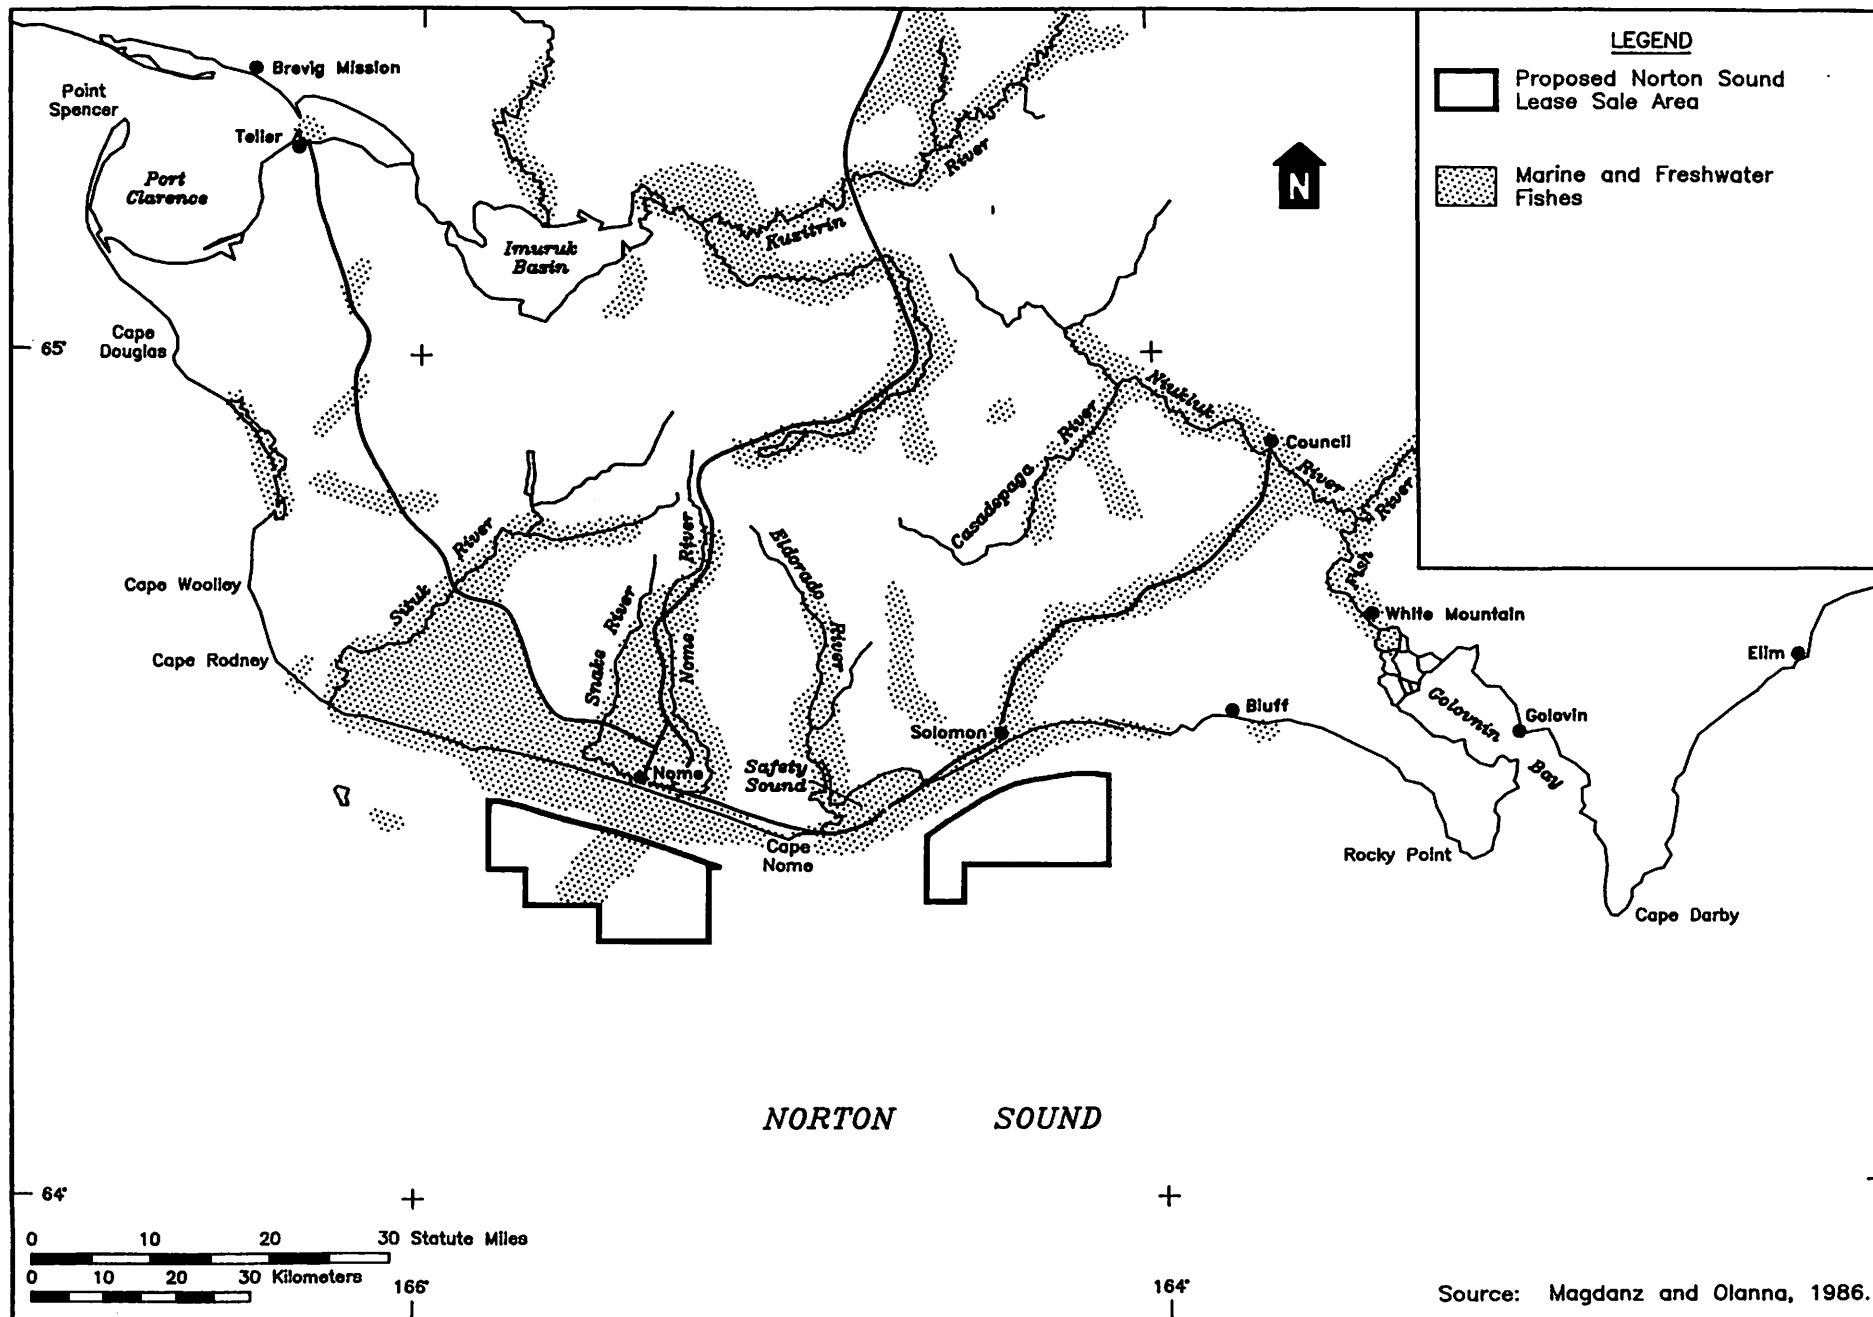 LEGEND
Proposed Norton Sound
Lease Sale Area
Marine and Freshwater
Fishes
Brevig Mission
Point
Spencer
Teller
Port
Clarence
N
River
Kuzitrin
Imuruk
Basin
65°
Cape
Douglas
Niukluk
River
Council
River
River
Casadepaga
River
Fish
River
Eldorado
River
Cape Woolley
Situk
Snake
River
Nome
White Mountain
Cape Rodney
Elim
Golovnin
Bay
Bluff
Golovin
Solomon
Safety
Sound
Nome
Cape
Nome
Rocky Point
Cape Darby
NORTON SOUND
64°
0 10 20 30 Statute Miles
0 10 20 30 Kilometers
166°
164°
Source: Magdanz and Olanna, 1986.